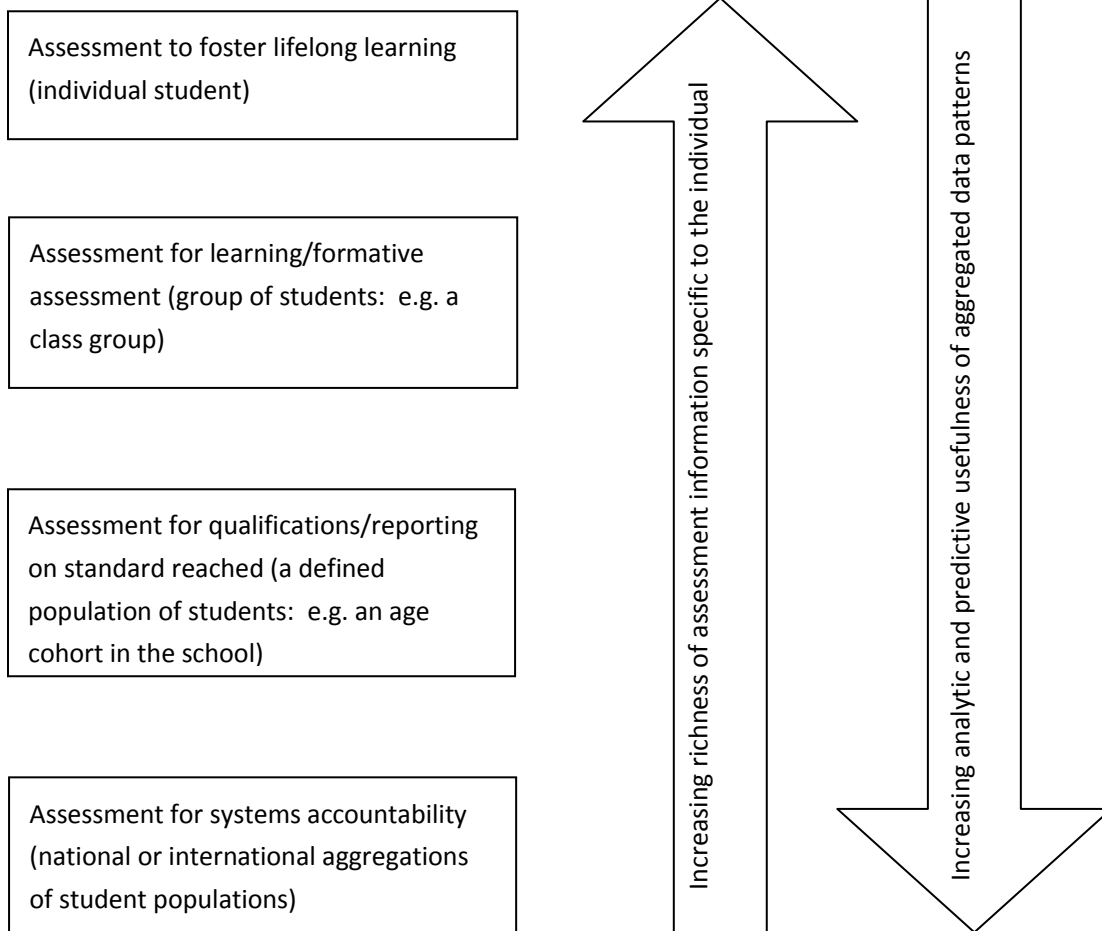 Assessment to foster lifelong learning
(individual student)
Assessment for learning/formative
assessment (group of students:  e.g. a
class group)
Assessment for qualifications/reporting
on standard reached (a defined
population of students:  e.g. an age
cohort in the school)
Assessment for systems accountability
(national or international aggregations
of student populations)
Increasing richness of assessment information specific to the individual
Increasing analytic and predictive usefulness of aggregated data patterns